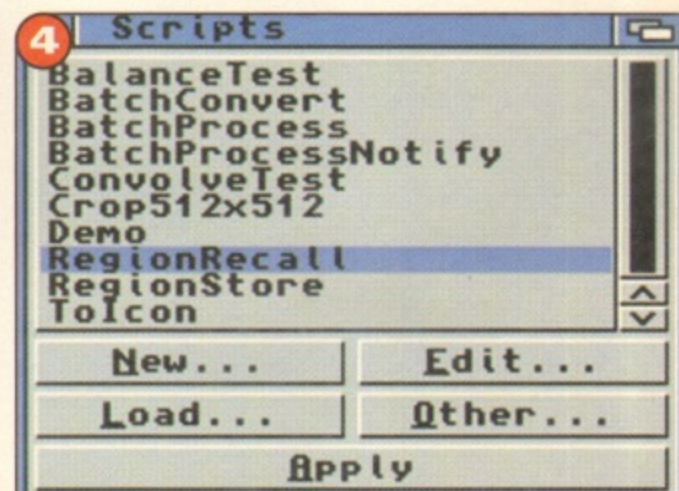 4
Scripts
BalanceTest
BatchConvert
BatchProcess
BatchProcessNotify
ConvolveTest
Crop512x512
Demo
RegionRecall
RegionStore
ToIcon
New... Edit...
Load... Other...
Apply